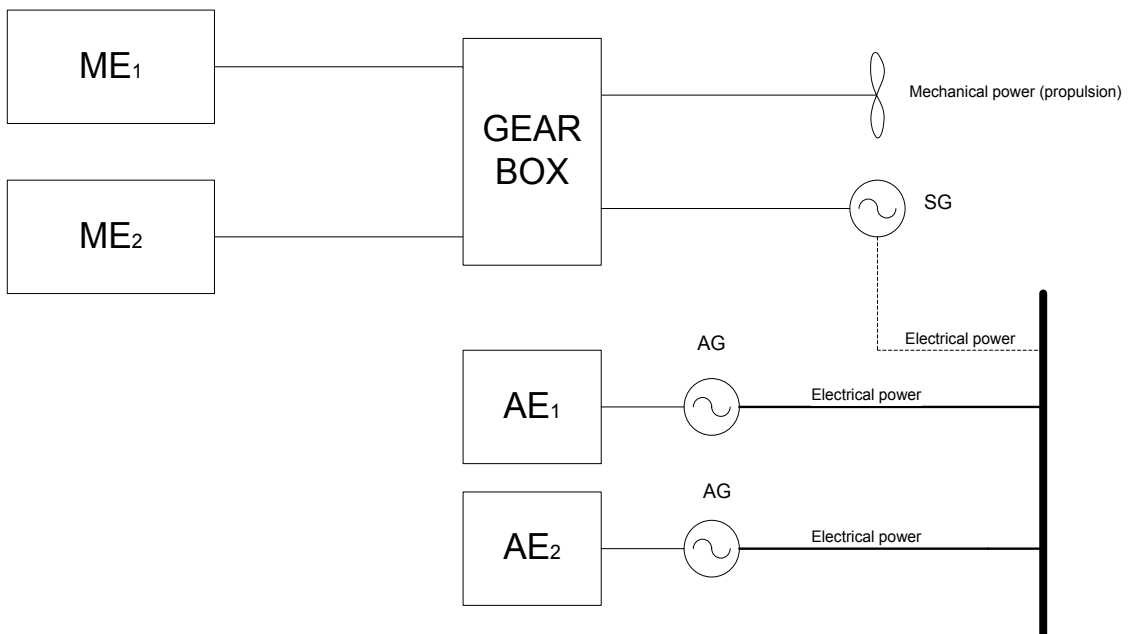 ME1
GEAR
BOX
Mechanical power (propulsion)
ME2
SG
Electrical power
AG
AE1
Electrical power
AG
AE2
Electrical power